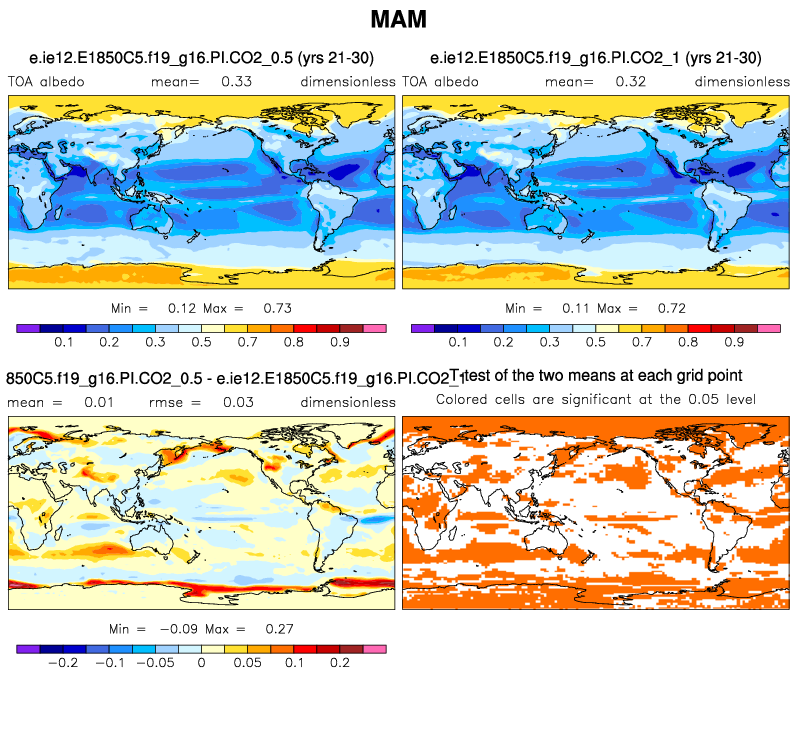 MAM
e.ie12.E1850C5.f19_g16.PI.CO2_0.5 (yrs 21-30)
TOA albedo mean= 0.33 dimensionless
Min = 0.12 Max = 0.73
0.1 0.2 0.3 0.5 0.7 0.8 0.9
e.ie12.E1850C5.f19_g16.PI.CO2_1 (yrs 21-30)
TOA albedo mean= 0.32 dimensionless
Min = 0.11 Max = 0.72
0.1 0.2 0.3 0.5 0.7 0.8 0.9
850C5.f19_g16.PI.CO2_0.5 - e.ie12.E1850C5.f19_g16.PI.CO2_1
mean = 0.01 rmse = 0.03 dimensionless
Min = -0.09 Max = 0.27
-0.2 -0.1 -0.05 0 0.05 0.1 0.2
T-test of the two means at each grid point
Colored cells are significant at the 0.05 level